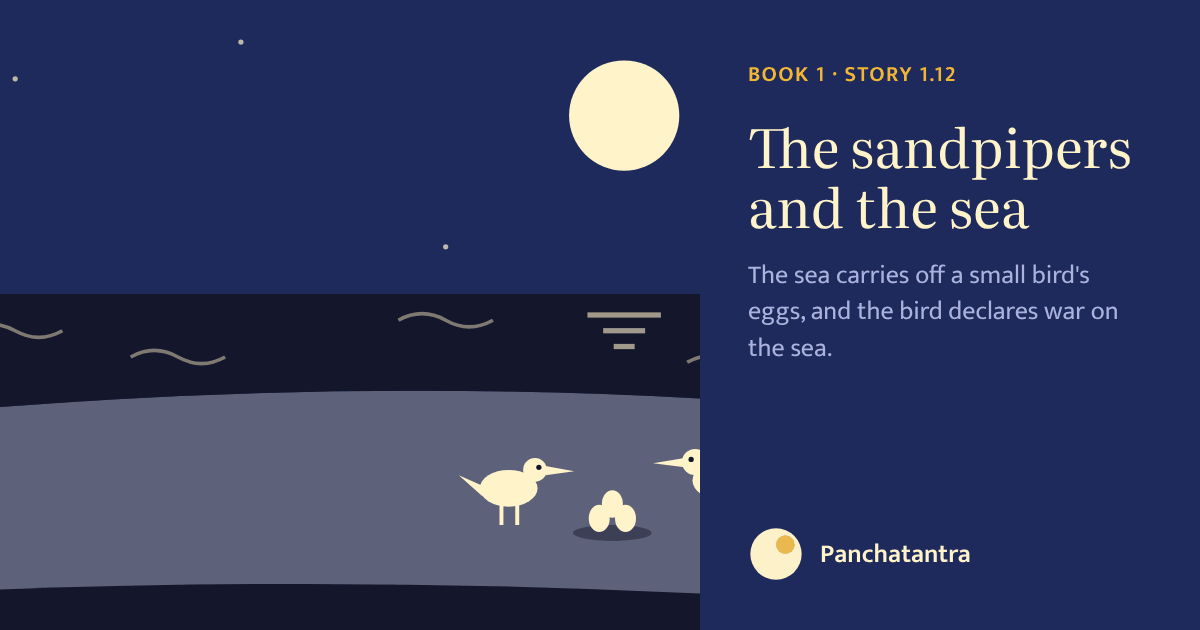 BOOK 1 · STORY 1.12
The sandpipers
and the sea
The sea carries off a small bird's
eggs, and the bird declares war on
the sea.
Panchatantra